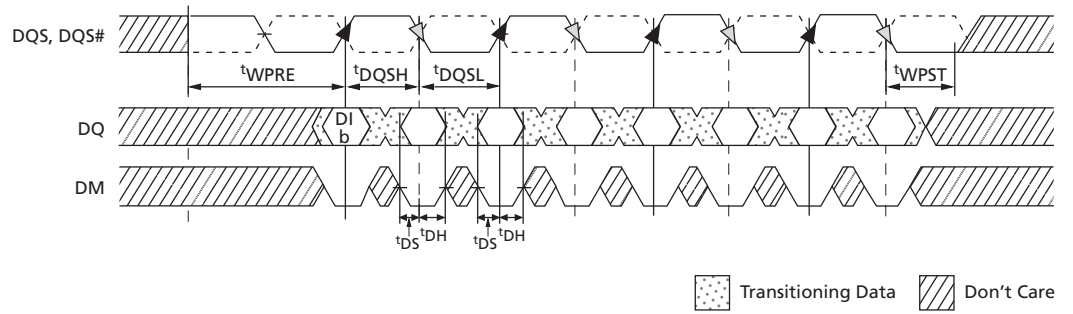 DQS, DQS#
tWPRE tDQSH tDQSL tWPST
DQ
DI
b
DM
tDS tDH tDS tDH
Transitioning Data Don't Care